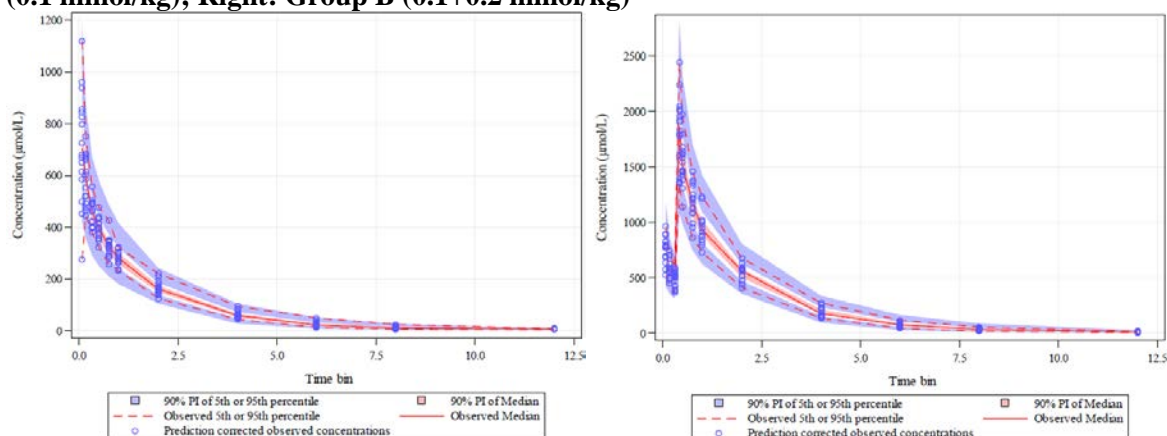 (0.1 mmol/kg); Right: Group B (0.1+0.2 mmol/kg)
1200
1000
800
600
400
200
0
Concentration (µmol/L)
0.0 2.5 5.0 7.5 10.0 12.5
Time bin
90% PI of 5th or 95th percentile 90% PI of Median
Observed 5th or 95th percentile Observed Median
Prediction corrected observed concentrations
2500
2000
1500
1000
500
0
Concentration (µmol/L)
0.0 2.5 5.0 7.5 10.0 12.5
Time bin
90% PI of 5th or 95th percentile 90% PI of Median
Observed 5th or 95th percentile Observed Median
Prediction corrected observed concentrations